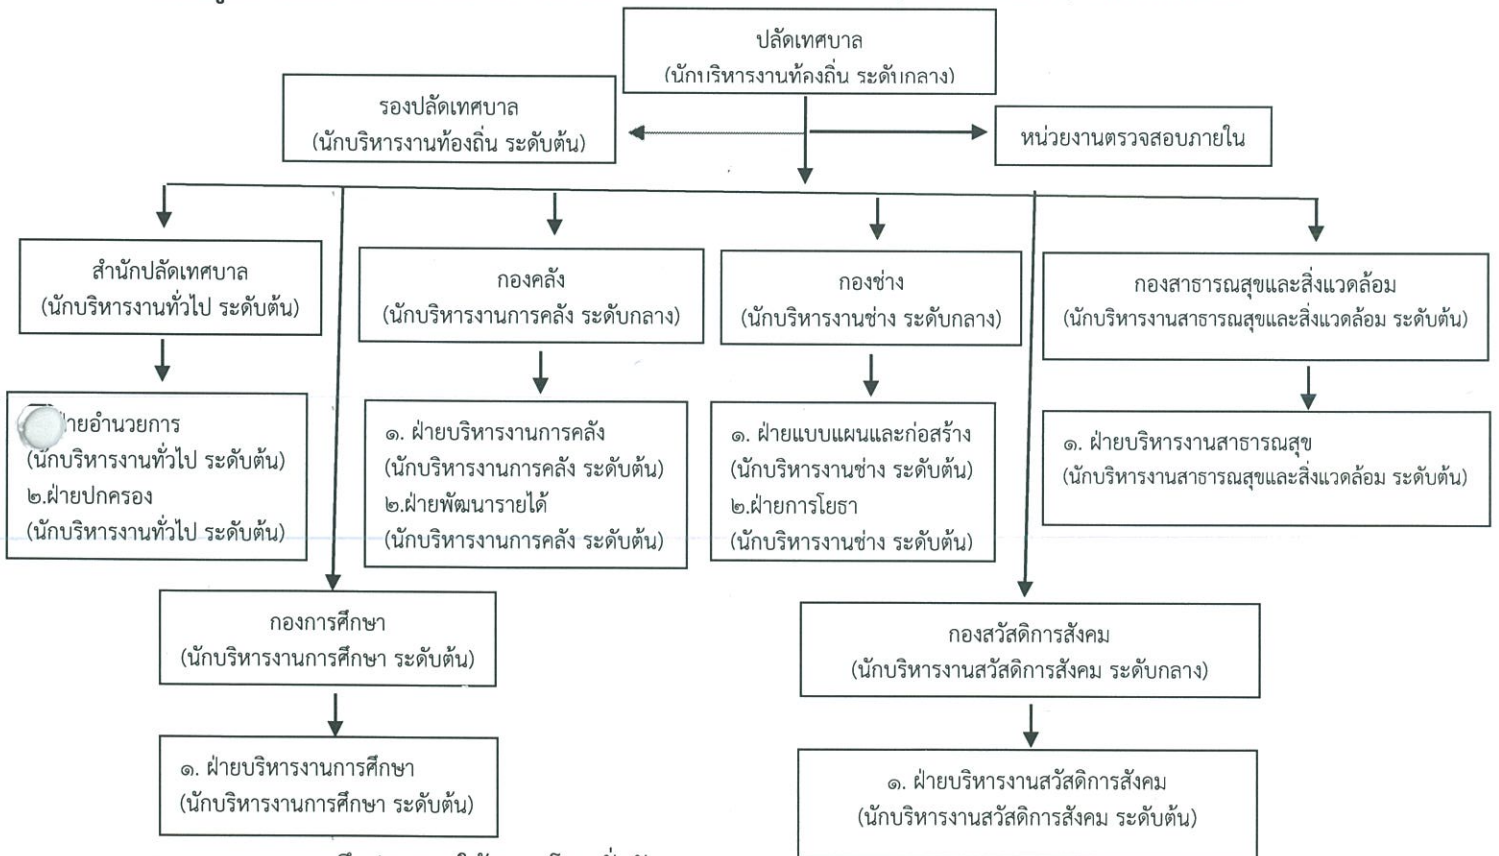 ปลัดเทศบาล
(นักบริหารงานท้องถิ่น ระดับกลาง)
รองปลัดเทศบาล
(นักบริหารงานท้องถิ่น ระดับต้น)
หน่วยงานตรวจสอบภายใน
สำนักปลัดเทศบาล
(นักบริหารงานทั่วไป ระดับต้น)
กองคลัง
(นักบริหารงานการคลัง ระดับกลาง)
กองช่าง
(นักบริหารงานช่าง ระดับกลาง)
กองสาธารณสุขและสิ่งแวดล้อม
(นักบริหารงานสาธารณสุขและสิ่งแวดล้อม ระดับต้น)
ฝ่ายอำนวยการ
(นักบริหารงานทั่วไป ระดับต้น)
๒.ฝ่ายปกครอง
(นักบริหารงานทั่วไป ระดับต้น)
๑. ฝ่ายบริหารงานการคลัง
(นักบริหารงานการคลัง ระดับต้น)
๒.ฝ่ายพัฒนารายได้
(นักบริหารงานการคลัง ระดับต้น)
๑. ฝ่ายแบบแผนและก่อสร้าง
(นักบริหารงานช่าง ระดับต้น)
๒.ฝ่ายการโยธา
(นักบริหารงานช่าง ระดับต้น)
๑. ฝ่ายบริหารงานสาธารณสุข
(นักบริหารงานสาธารณสุขและสิ่งแวดล้อม ระดับต้น)
กองการศึกษา
(นักบริหารงานการศึกษา ระดับต้น)
กองสวัสดิการสังคม
(นักบริหารงานสวัสดิการสังคม ระดับกลาง)
๑. ฝ่ายบริหารงานการศึกษา
(นักบริหารงานการศึกษา ระดับต้น)
๑. ฝ่ายบริหารงานสวัสดิการสังคม
(นักบริหารงานสวัสดิการสังคม ระดับต้น)